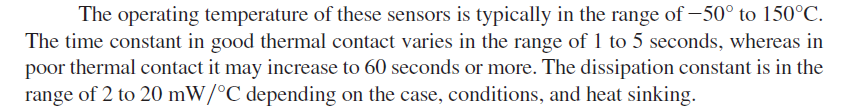 The operating temperature of these sensors is typically in the range of −50° to 150°C.
The time constant in good thermal contact varies in the range of 1 to 5 seconds, whereas in
poor thermal contact it may increase to 60 seconds or more. The dissipation constant is in the
range of 2 to 20 mW/°C depending on the case, conditions, and heat sinking.